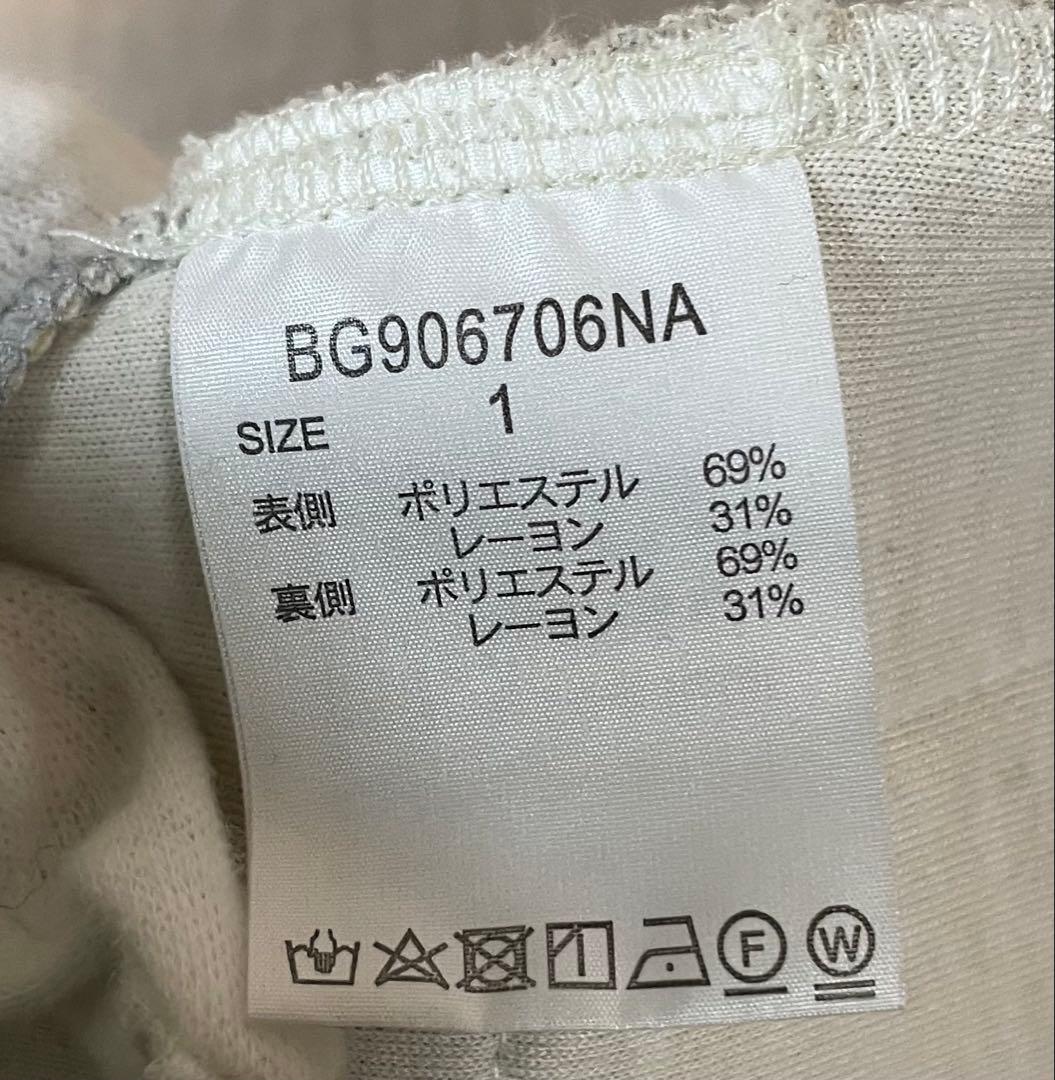 BG906706NA
SIZE 1
表側 ポリエステル 69%
レーヨン 31%
裏側 ポリエステル 69%
レーヨン 31%
F W